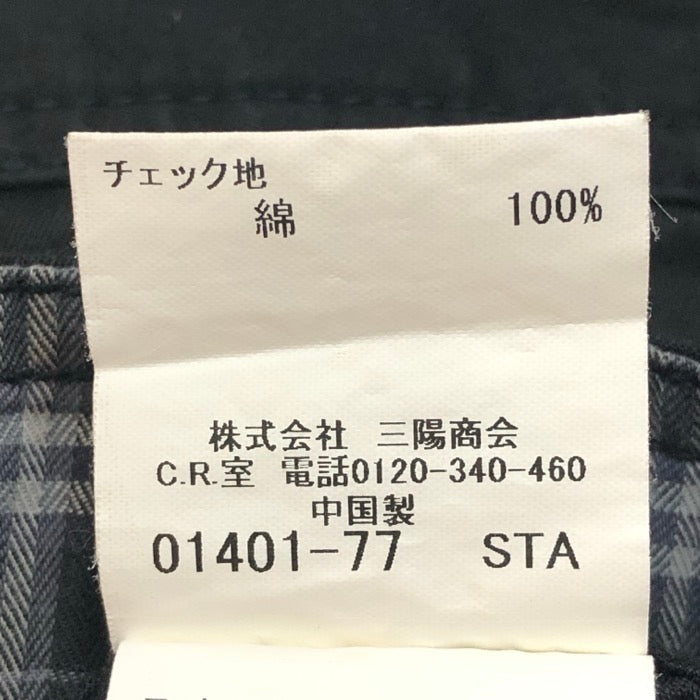 チェック地
綿 100%
株式会社 三陽商会
C.R.室 電話0120-340-460
中国製
01401-77 STA